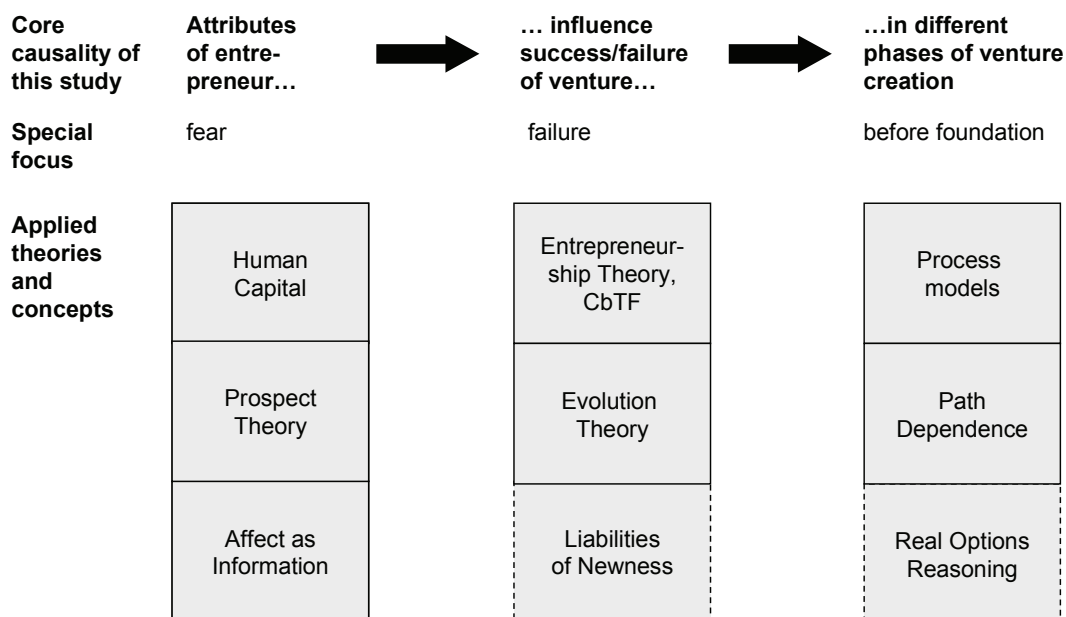 Core
causality of
this study
Attributes
of entre-
preneur…
… influence
success/failure
of venture…
…in different
phases of venture
creation
Special
focus
fear
failure
before foundation
Applied
theories
and
concepts
Human
Capital
Entrepreneur-
ship Theory,
CbTF
Process
models
Prospect
Theory
Evolution
Theory
Path
Dependence
Affect as
Information
Liabilities
of Newness
Real Options
Reasoning